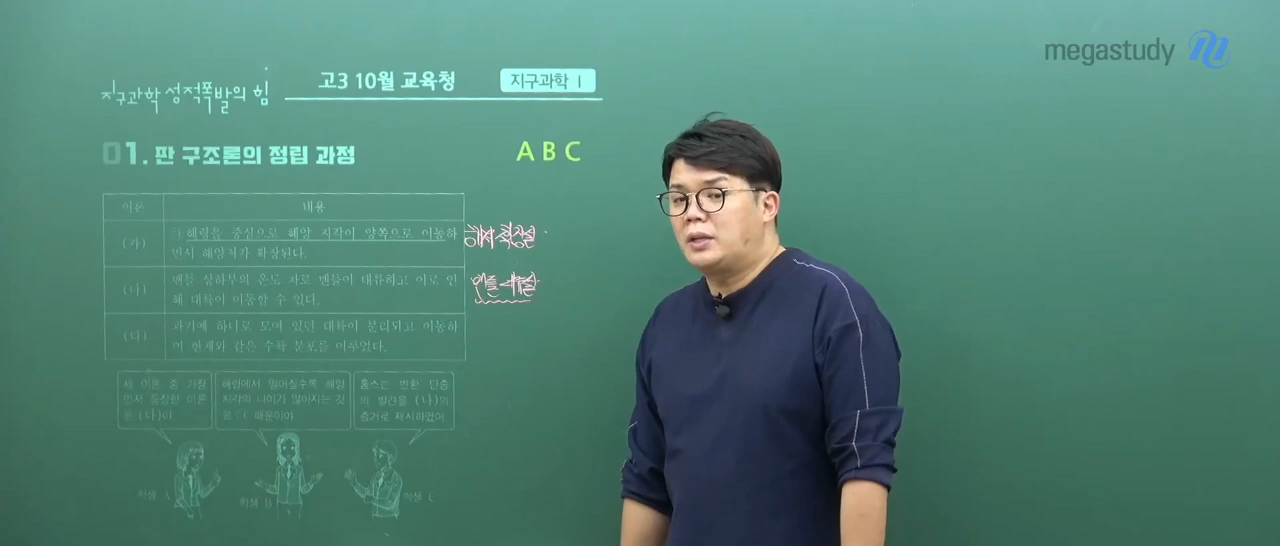 megastudy
지구과학 성적폭발의 힘
고3 10월 교육청
지구과학 I
01. 판 구조론의 정립 과정
A B C
이론
내용
(가)
㉠ 해령을 중심으로 해양 지각이 양쪽으로 이동하
면서 해양저가 확장된다.
해저 확장설
(나)
맨틀 상하부의 온도 차로 맨틀이 대류하고 이로 인
해 대륙이 이동할 수 있다.
맨틀 대류설
(다)
과거에 하나로 모여 있던 대륙이 분리되고 이동하
여 현재와 같은 수륙 분포를 이루었다.
세 이론 중 가장
먼저 등장한 이론
은 (다)야
해령에서 멀어질수록 해양
지각의 나이가 많아지는 것
은 ㉠ 때문이야
홈스는 변환 단층
의 발견을 (나)의
증거로 제시하였어
학생 A
학생 B
학생 C